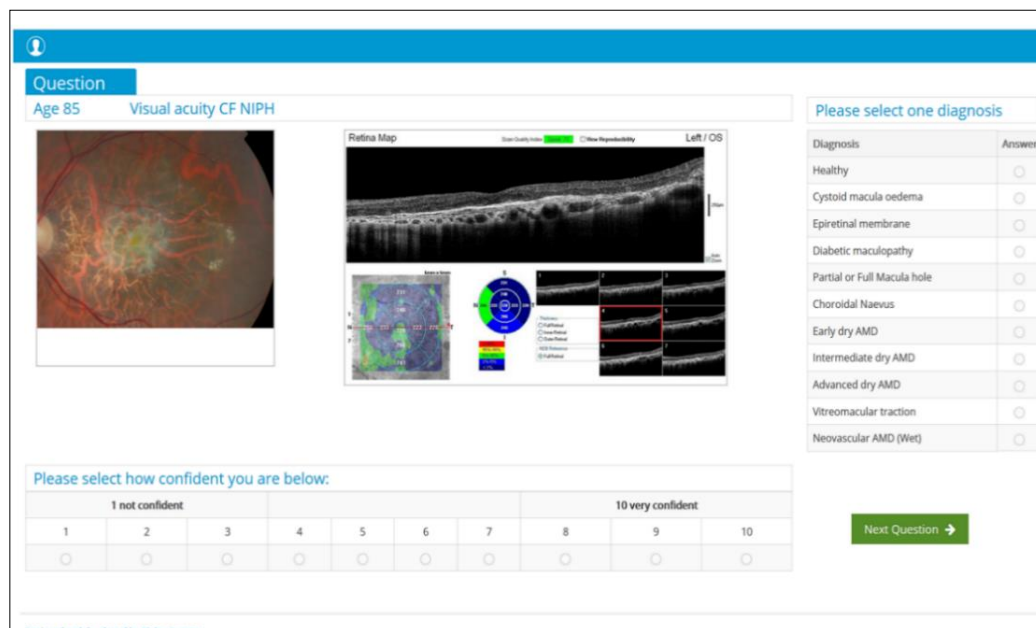 Question
Age 85 Visual acuity CF NIPH
Please select one diagnosis
Retina Map
View Reproducibility
Left / OS
Diagnosis Answer
Healthy
Cystoid macula oedema
Epiretinal membrane
Diabetic maculopathy
Partial or Full Macula hole
Choroidal Naevus
Early dry AMD
Intermediate dry AMD
Advanced dry AMD
Vitreomacular traction
Neovascular AMD (Wet)
Please select how confident you are below:
1 not confident 10 very confident
1 2 3 4 5 6 7 8 9 10
Next Question